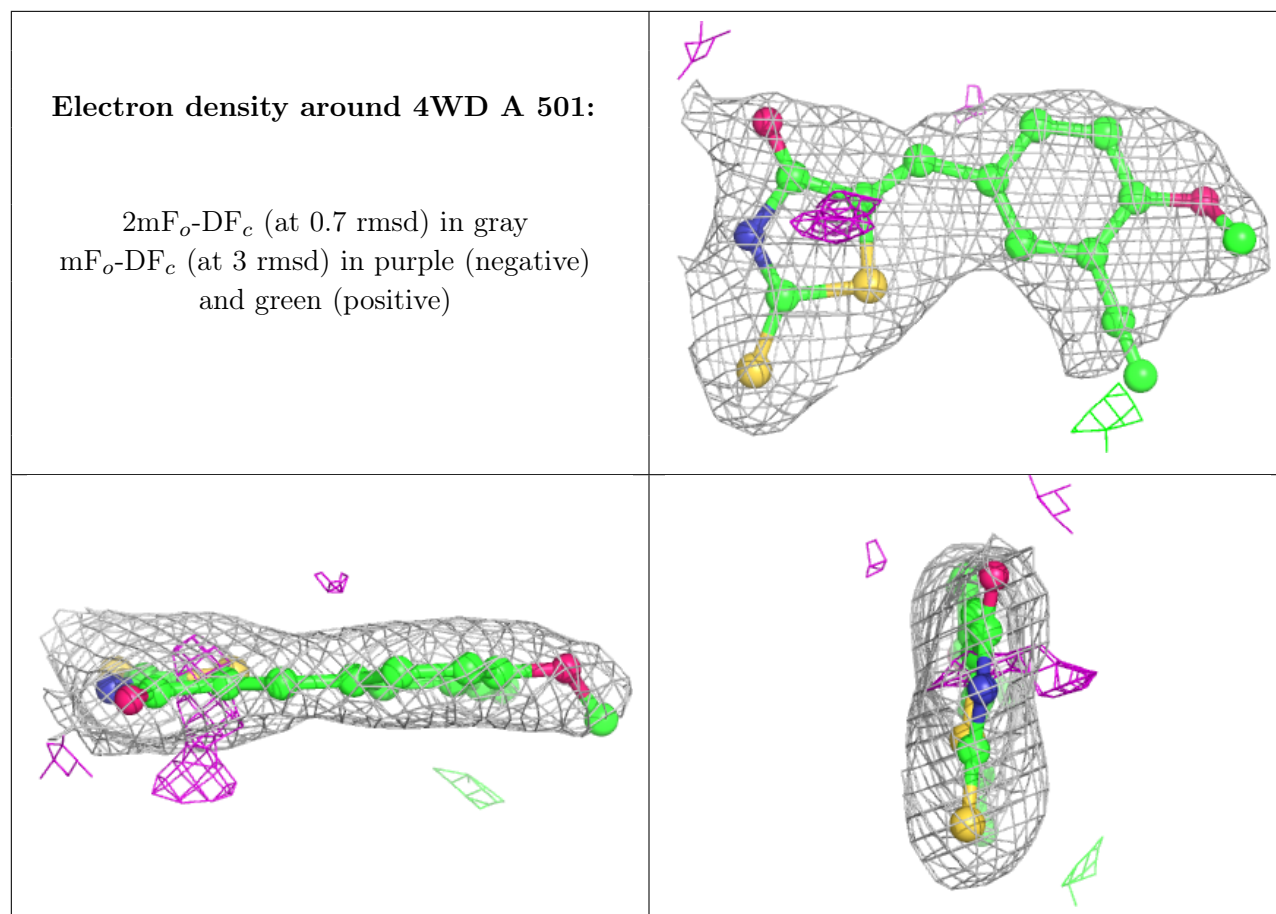 Electron density around 4WD A 501:
2mFo-DFc (at 0.7 rmsd) in gray
mFo-DFc (at 3 rmsd) in purple (negative)
and green (positive)